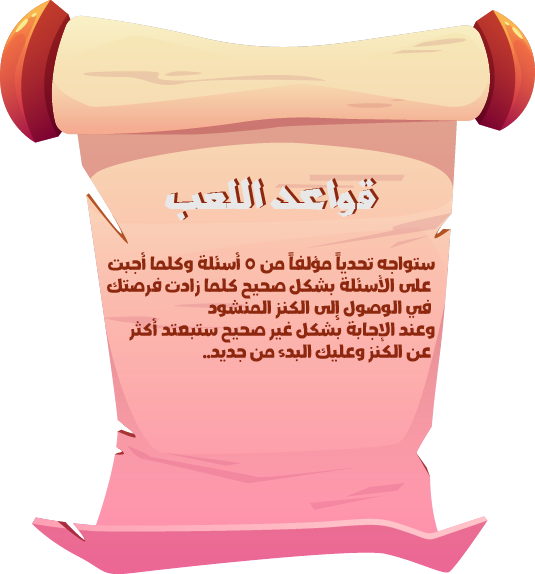 قواعد اللعب
ستواجه تحدياً مؤلفاً من ٥ أسئلة وكلما أجبت
على الأسئلة بشكل صحيح كلما زادت فرصتك
في الوصول إلى الكنز المنشود
وعند الإجابة بشكل غير صحيح ستبتعد أكثر
عن الكنز وعليك البدء من جديد..